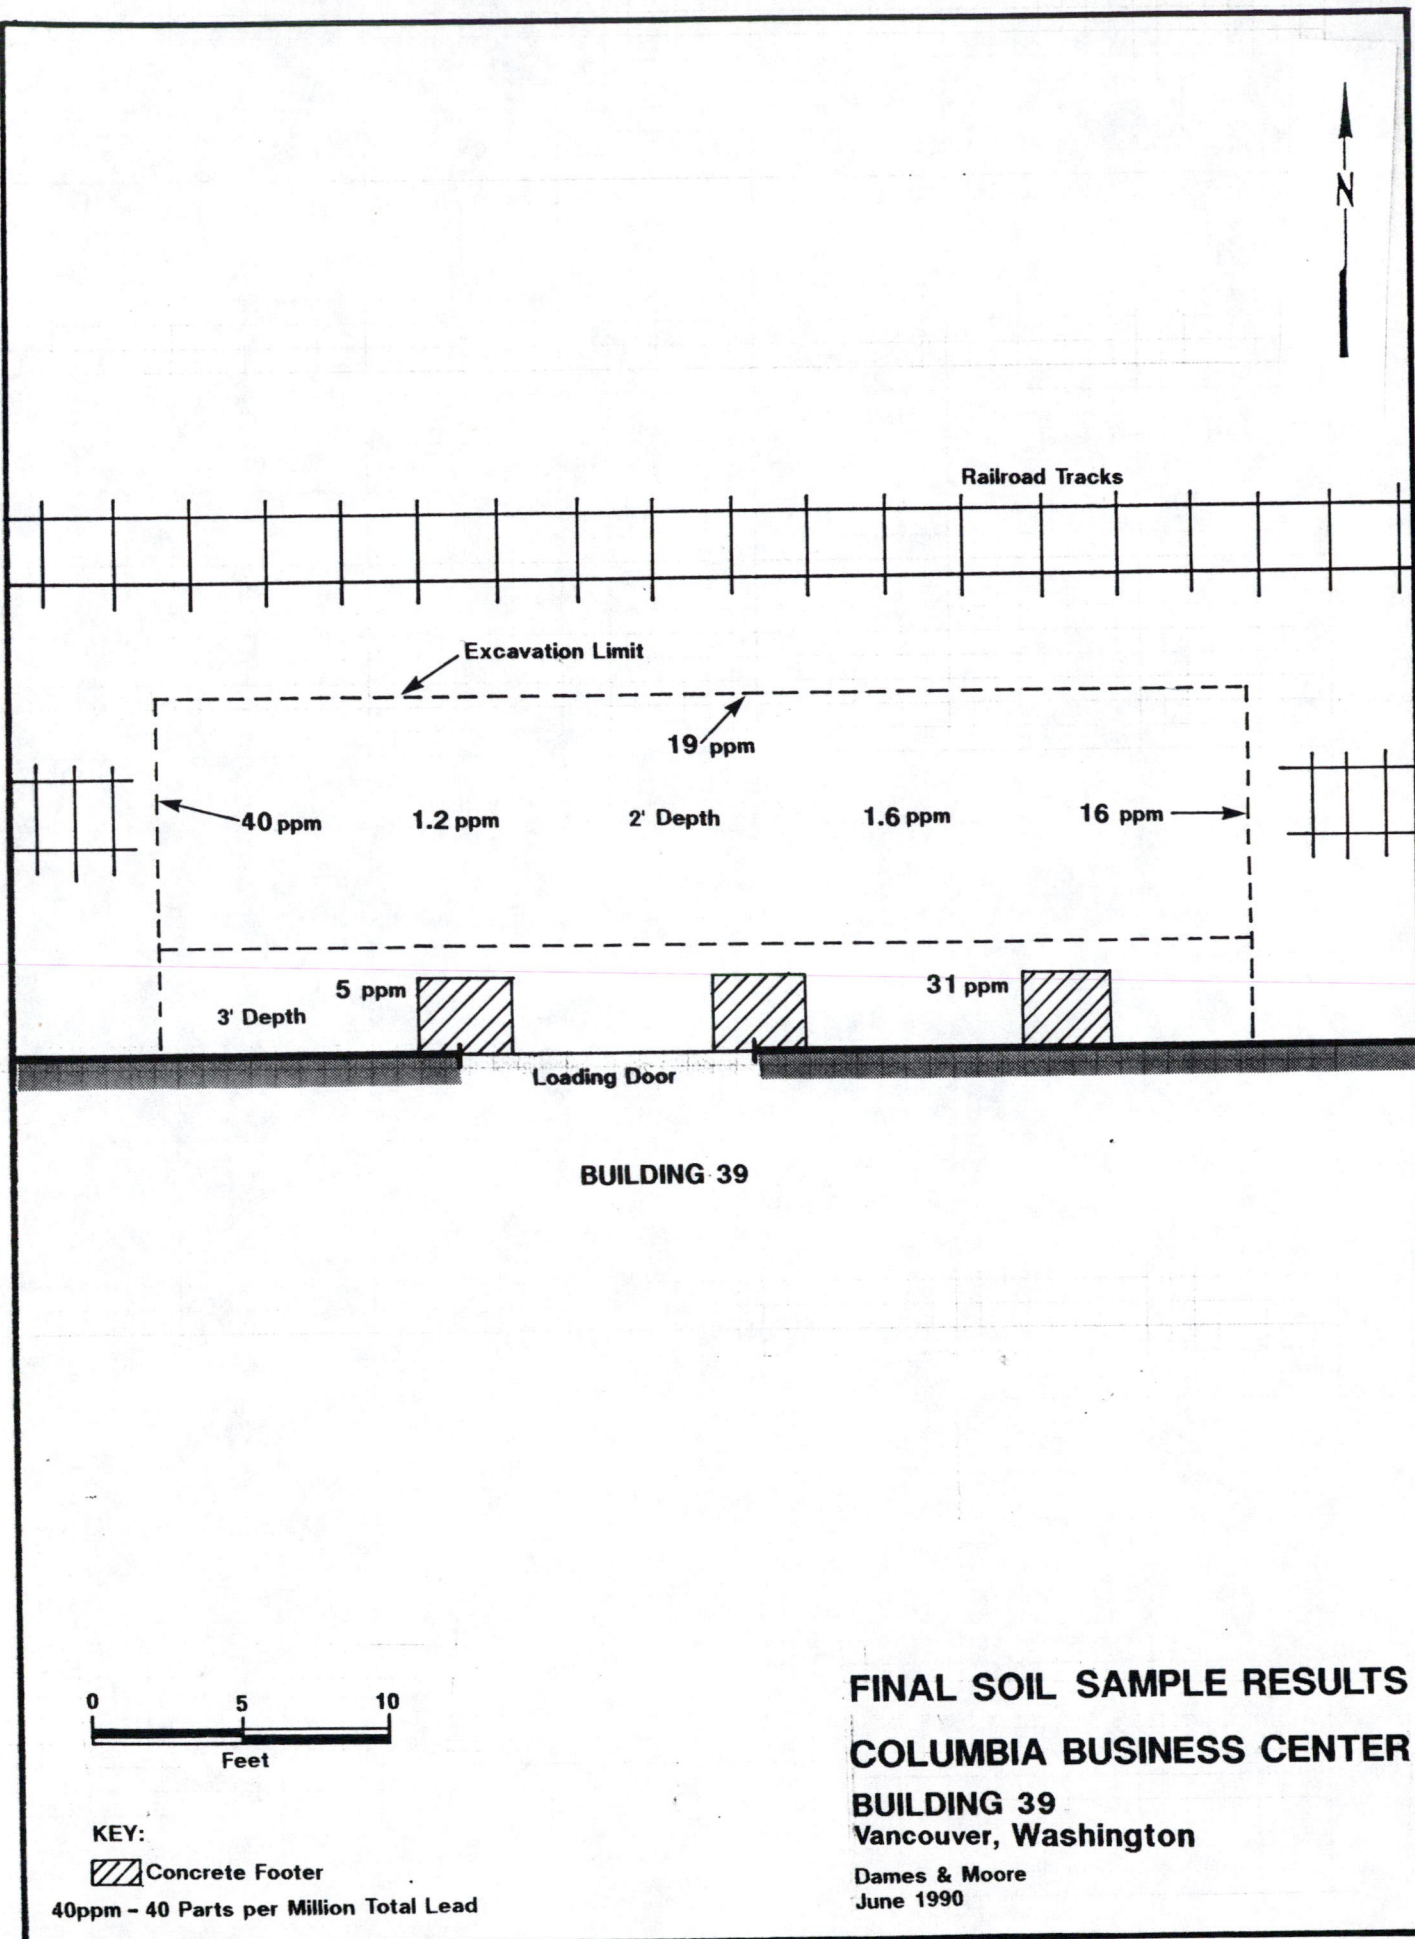 N
Railroad Tracks
Excavation Limit
19 ppm
40 ppm
1.2 ppm
2' Depth
1.6 ppm
16 ppm
5 ppm
31 ppm
3' Depth
Loading Door
BUILDING 39
0 5 10
Feet
KEY:
Concrete Footer
40ppm - 40 Parts per Million Total Lead
FINAL SOIL SAMPLE RESULTS
COLUMBIA BUSINESS CENTER
BUILDING 39
Vancouver, Washington
Dames & Moore
June 1990